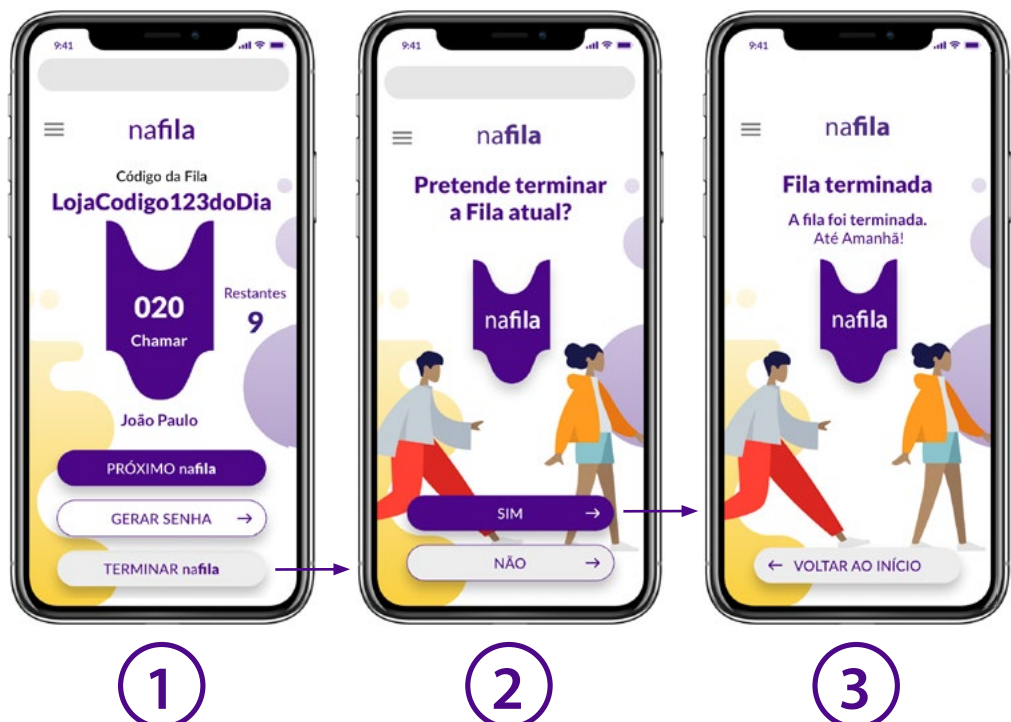 9:41
nafila
Código da Fila
LojaCodigo123doDia
020
Chamar
Restantes
9
João Paulo
PRÓXIMO nafila
GERAR SENHA →
TERMINAR nafila
1
9:41
nafila
Pretende terminar
a Fila atual?
nafila
SIM →
NÃO →
2
9:41
nafila
Fila terminada
A fila foi terminada.
Até Amanhã!
nafila
← VOLTAR AO INÍCIO
3